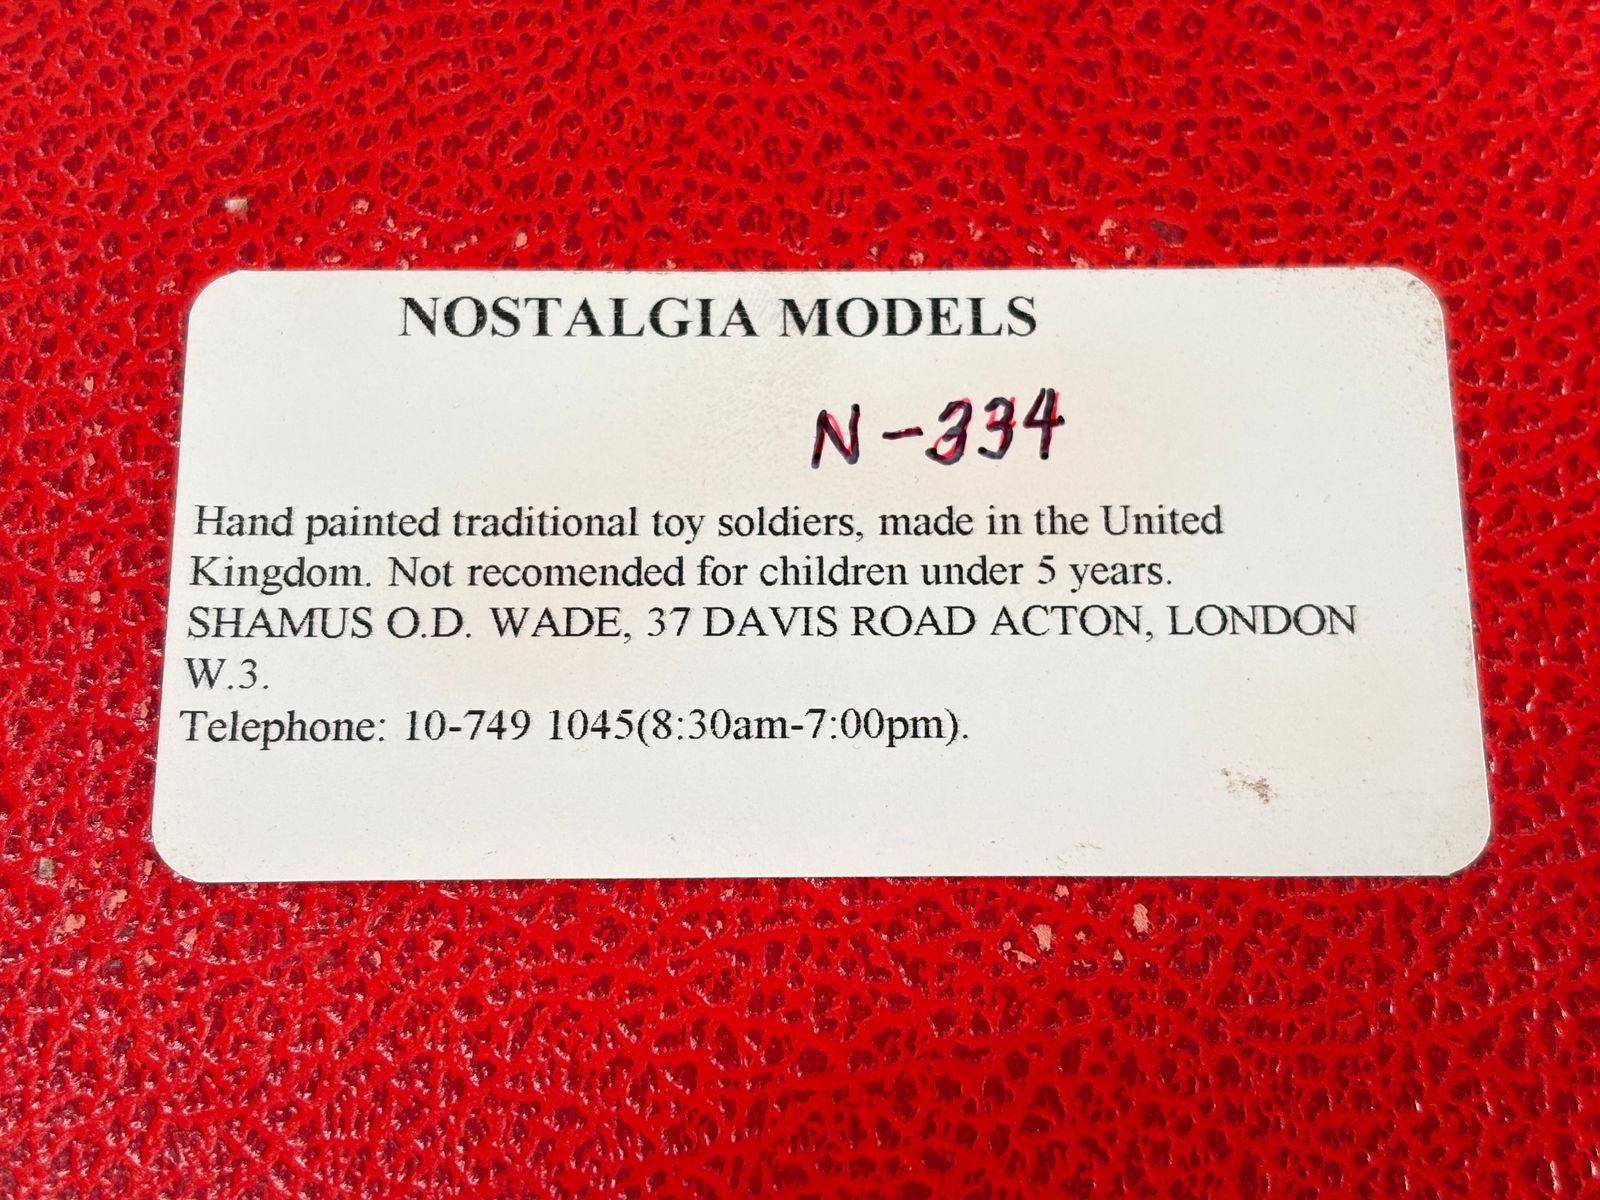 NOSTALGIA MODELS
N-334
Hand painted traditional toy soldiers, made in the United
Kingdom. Not recomended for children under 5 years.
SHAMUS O.D. WADE, 37 DAVIS ROAD ACTON, LONDON
W.3.
Telephone: 10-749 1045(8:30am-7:00pm).